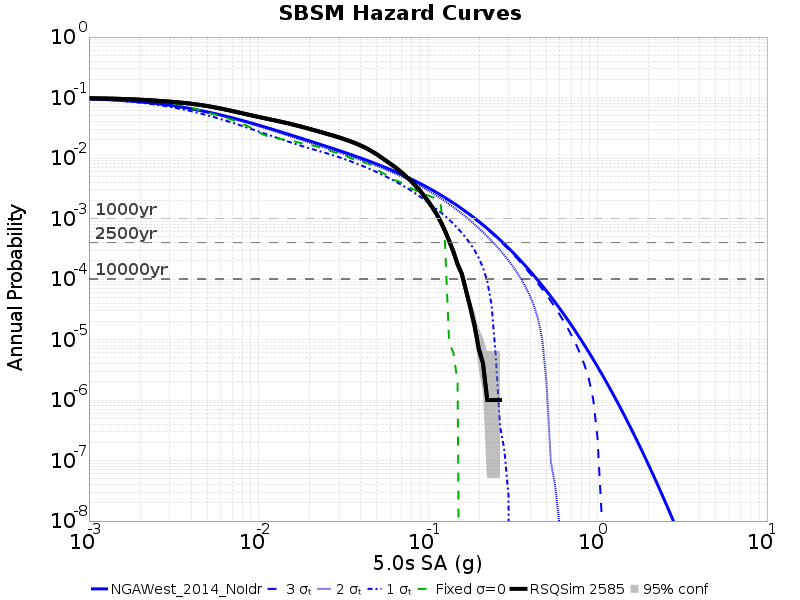 SBSM Hazard Curves
10^0
10^-1
10^-2
10^-3
10^-4
10^-5
10^-6
10^-7
10^-8
Annual Probability
1000yr
2500yr
10000yr
10^-3 10^-2 10^-1 10^0 10^1
5.0s SA (g)
NGAWest_2014_NoIdr 3 σₜ 2 σₜ 1 σₜ Fixed σ=0 RSQSim 2585 95% conf